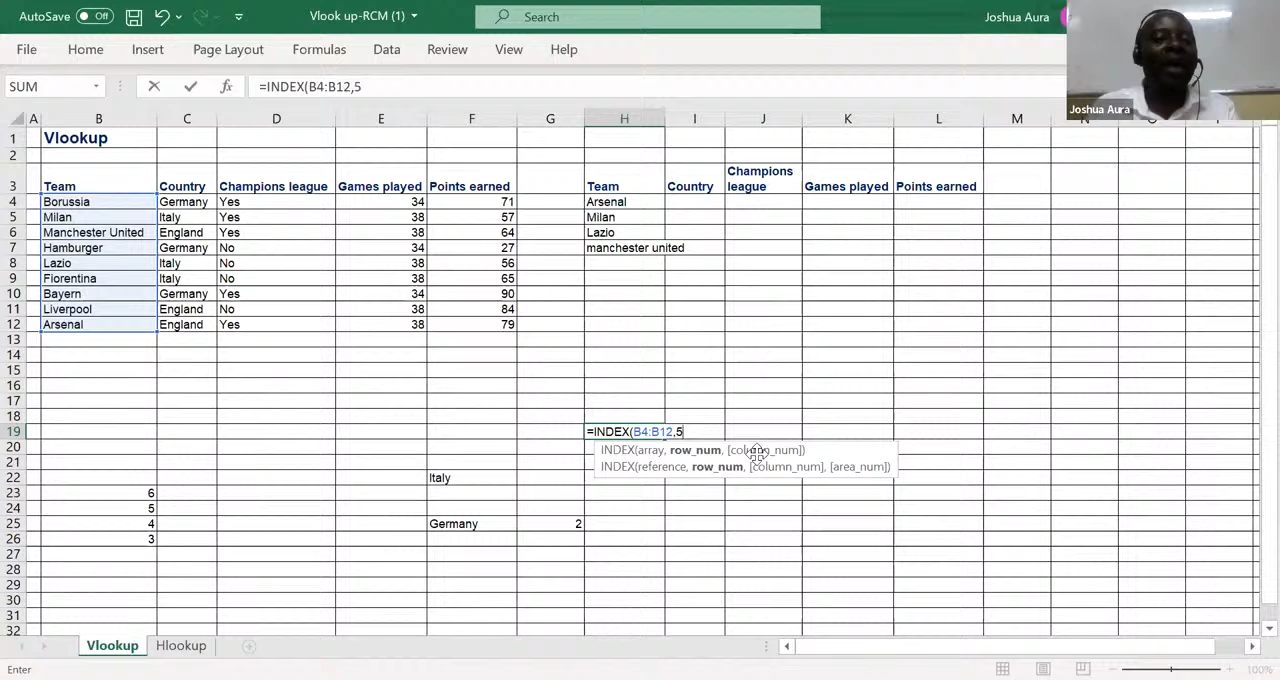 AutoSave Off Vlook up-RCM (1) Search Joshua Aura
File Home Insert Page Layout Formulas Data Review View Help
SUM fx =INDEX(B4:B12,5
Joshua Aura
A B C D E F G H I J K L M
1 Vlookup
2
3 Team Country Champions league Games played Points earned Team Country Champions league Games played Points earned
4 Borussia Germany Yes 34 71 Arsenal
5 Milan Italy Yes 38 57 Milan
6 Manchester United England Yes 38 64 Lazio
7 Hamburger Germany No 34 27 manchester united
8 Lazio Italy No 38 56
9 Fiorentina Italy No 38 65
10 Bayern Germany Yes 34 90
11 Liverpool England No 38 84
12 Arsenal England Yes 38 79
13
14
15
16
17
18
19 =INDEX(B4:B12,5
20 INDEX(array, row_num, [column_num])
21 INDEX(reference, row_num, [column_num], [area_num])
22 Italy
23 6
24 5
25 4 Germany 2
26 3
27
28
29
30
31
32
Vlookup Hlookup
Enter 100%